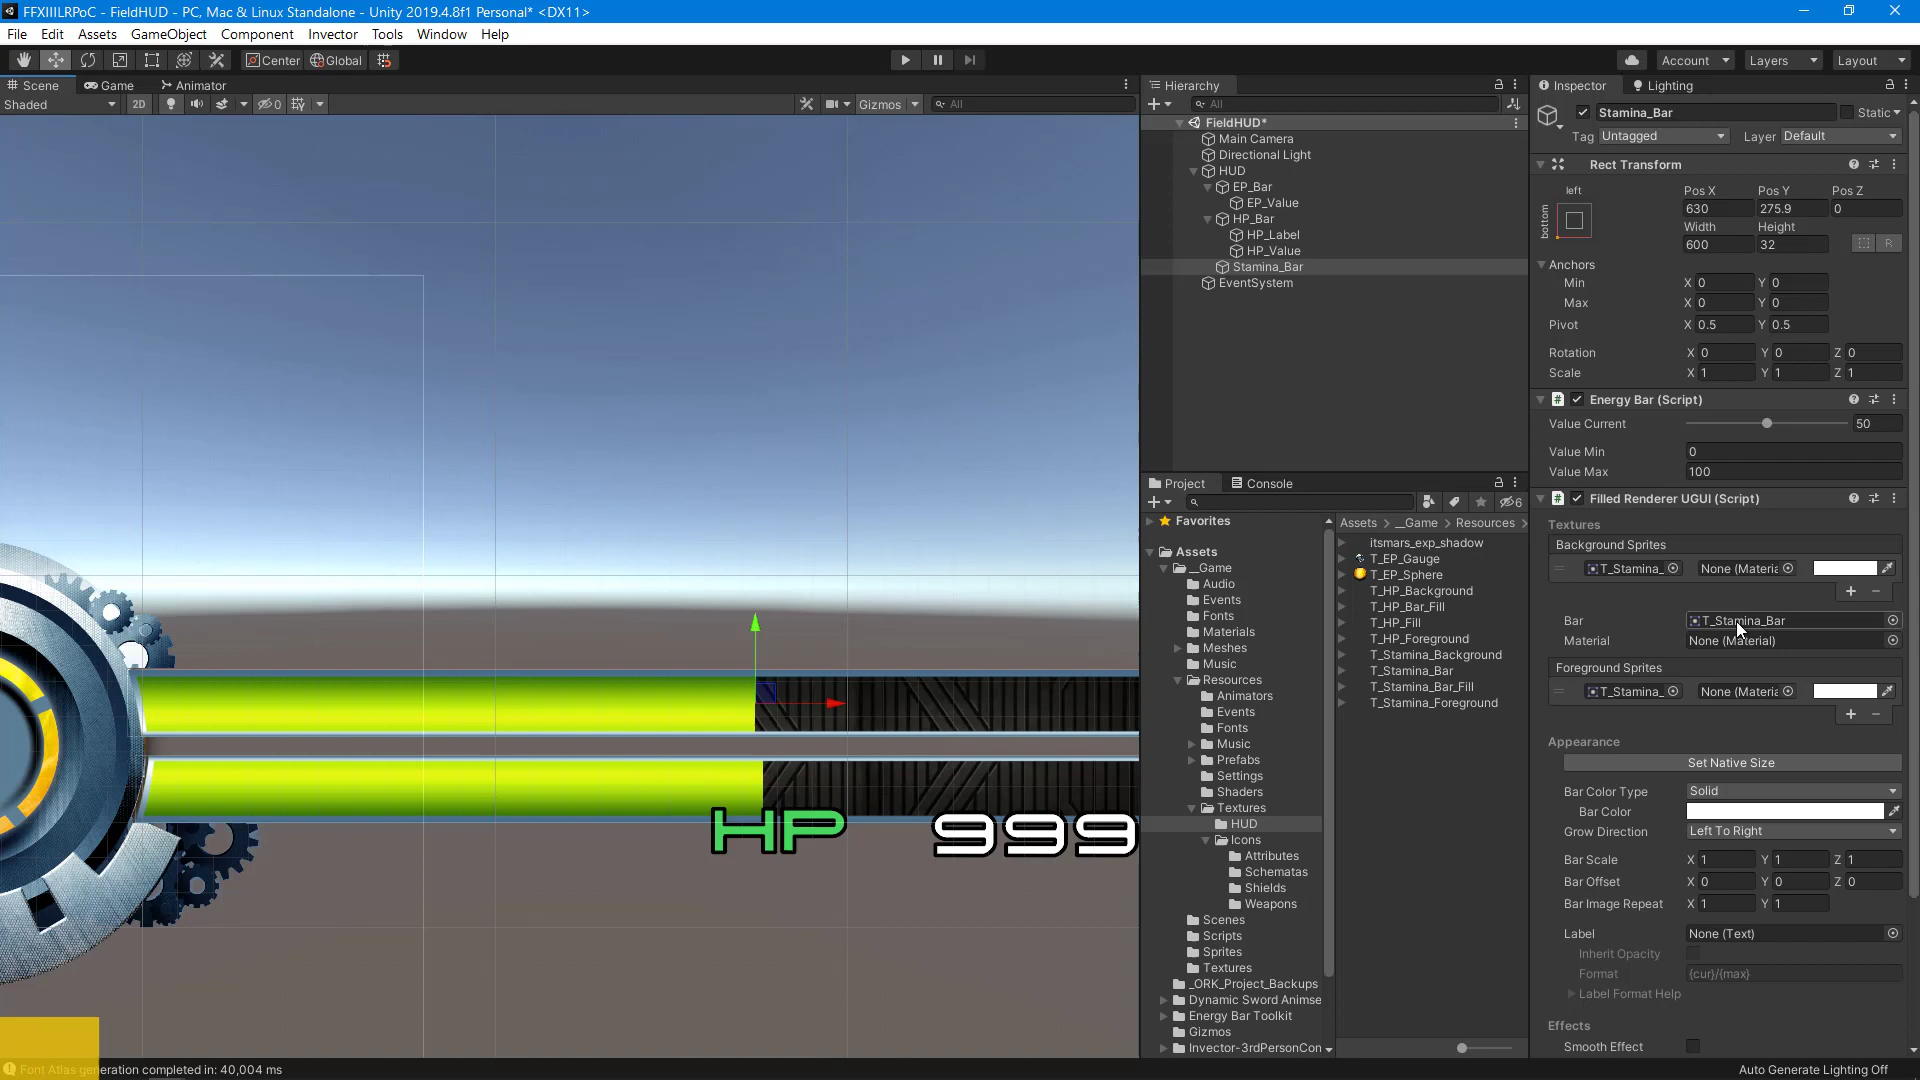 FFXIIILRPoC - FieldHUD - PC, Mac & Linux Standalone - Unity 2019.4.8f1 Personal* <DX11>
File Edit Assets GameObject Component Invector Tools Window Help
Center Global Account Layers Layout
Scene Game Animator
Shaded 2D 0 Gizmos All
HP 999
Font Atlas generation completed in: 40,004 ms
Hierarchy
All
FieldHUD*
Main Camera
Directional Light
HUD
EP_Bar
EP_Value
HP_Bar
HP_Label
HP_Value
Stamina_Bar
EventSystem
Project Console
6
Favorites
Assets
__Game
Audio
Events
Fonts
Materials
Meshes
Music
Resources
Animators
Events
Fonts
Music
Prefabs
Settings
Shaders
Textures
HUD
Icons
Attributes
Schematas
Shields
Weapons
Scenes
Scripts
Sprites
Textures
_ORK_Project_Backups
Dynamic Sword Animse
Energy Bar Toolkit
Gizmos
Invector-3rdPersonCon
Assets > __Game > Resources >
itsmars_exp_shadow
T_EP_Gauge
T_EP_Sphere
T_HP_Background
T_HP_Bar_Fill
T_HP_Fill
T_HP_Foreground
T_Stamina_Background
T_Stamina_Bar
T_Stamina_Bar_Fill
T_Stamina_Foreground
Inspector Lighting
Stamina_Bar Static
Tag Untagged Layer Default
Rect Transform
left
bottom
Pos X Pos Y Pos Z
630 275.9 0
Width Height
600 32 R
Anchors
Min X 0 Y 0
Max X 0 Y 0
Pivot X 0.5 Y 0.5
Rotation X 0 Y 0 Z 0
Scale X 1 Y 1 Z 1
Energy Bar (Script)
Value Current 50
Value Min 0
Value Max 100
Filled Renderer UGUI (Script)
Textures
Background Sprites
T_Stamina_ None (Materia
Bar T_Stamina_Bar
Material None (Material)
Foreground Sprites
T_Stamina_ None (Materia
Appearance
Set Native Size
Bar Color Type Solid
Bar Color
Grow Direction Left To Right
Bar Scale X 1 Y 1 Z 1
Bar Offset X 0 Y 0 Z 0
Bar Image Repeat X 1 Y 1
Label None (Text)
Inherit Opacity
Format {cur}/{max}
Label Format Help
Effects
Smooth Effect
Auto Generate Lighting Off